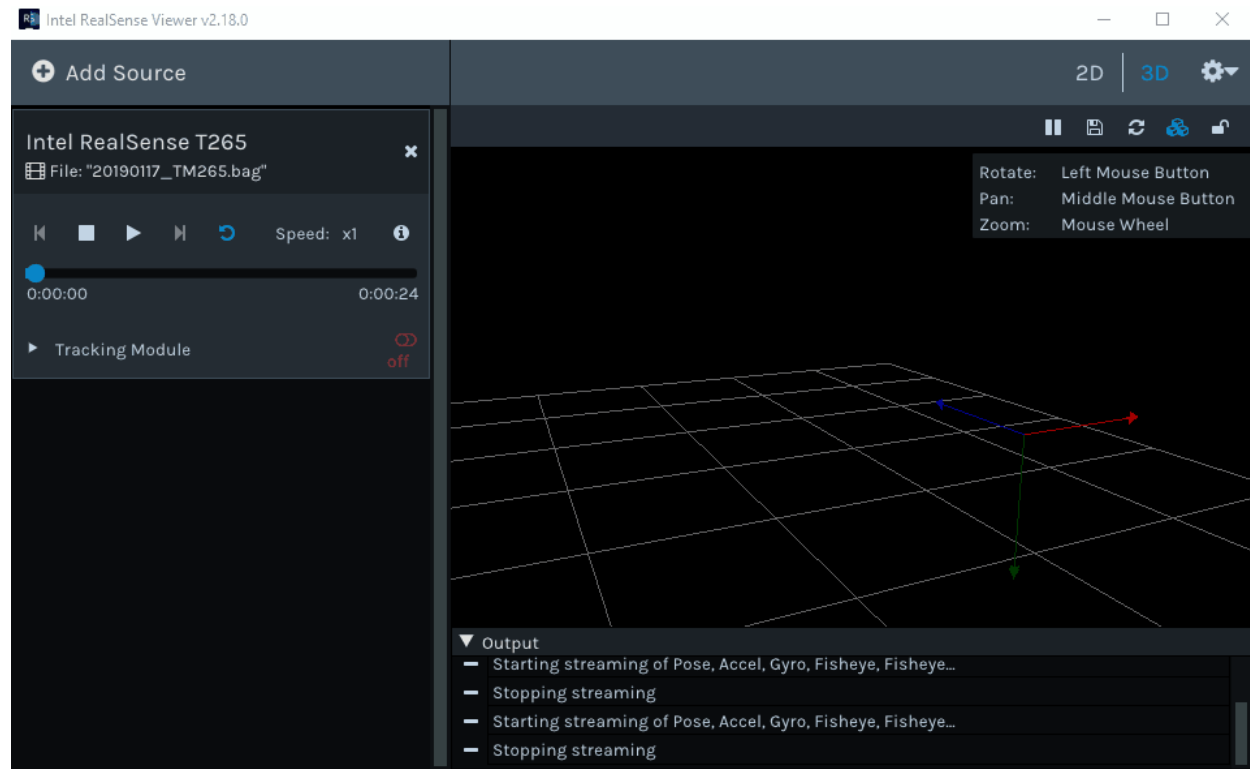 Intel RealSense Viewer v2.18.0
Add Source
2D 3D
Intel RealSense T265
File: "20190117_TM265.bag"
Speed: x1
0:00:00 0:00:24
Tracking Module
off
Rotate: Left Mouse Button
Pan: Middle Mouse Button
Zoom: Mouse Wheel
Output
Starting streaming of Pose, Accel, Gyro, Fisheye, Fisheye...
Stopping streaming
Starting streaming of Pose, Accel, Gyro, Fisheye, Fisheye...
Stopping streaming